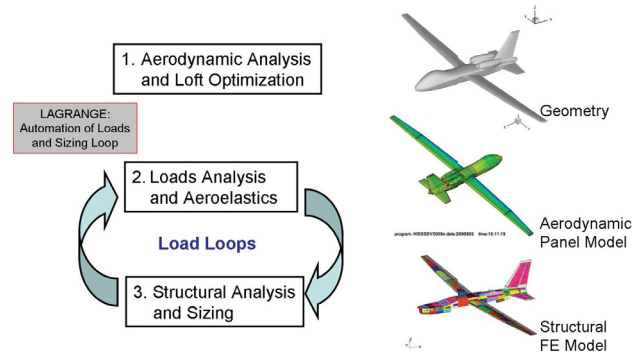 1. Aerodynamic Analysis
and Loft Optimization
LAGRANGE:
Automation of Loads
and Sizing Loop
2. Loads Analysis
and Aeroelastics
Load Loops
3. Structural Analysis
and Sizing
Geometry
Aerodynamic
Panel Model
Structural
FE Model